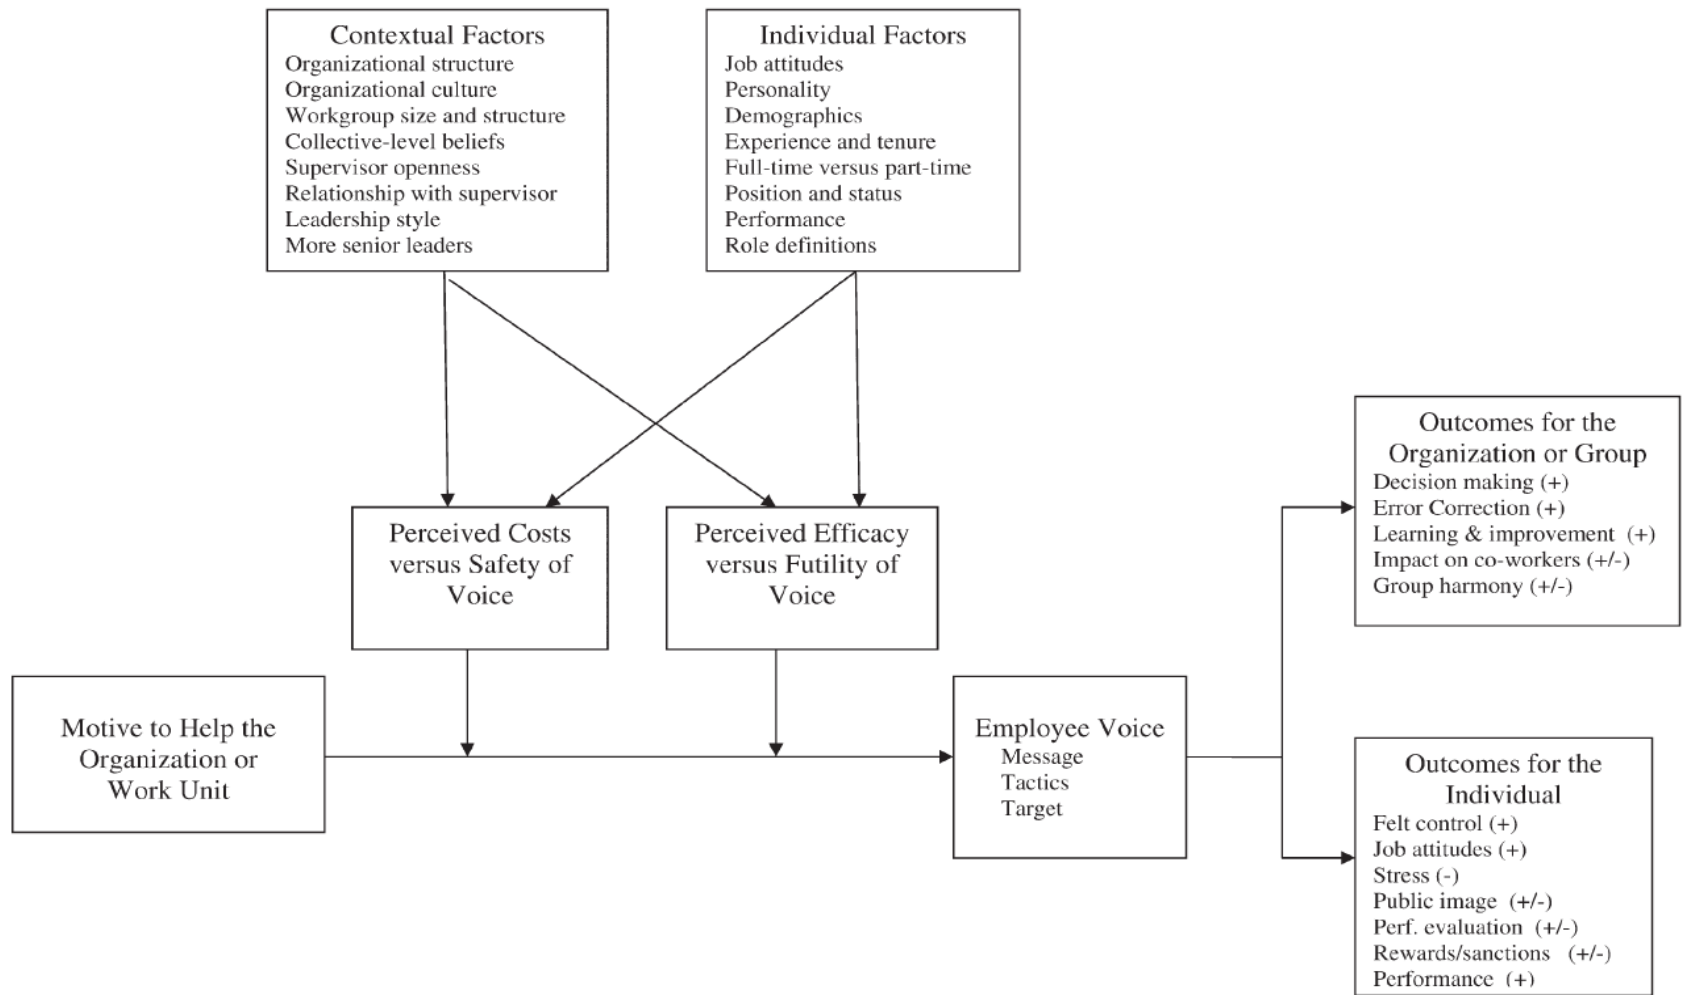 Contextual Factors
Organizational structure
Organizational culture
Workgroup size and structure
Collective-level beliefs
Supervisor openness
Relationship with supervisor
Leadership style
More senior leaders
Individual Factors
Job attitudes
Personality
Demographics
Experience and tenure
Full-time versus part-time
Position and status
Performance
Role definitions
Perceived Costs
versus Safety of
Voice
Perceived Efficacy
versus Futility of
Voice
Motive to Help the
Organization or
Work Unit
Employee Voice
Message
Tactics
Target
Outcomes for the
Organization or Group
Decision making (+)
Error Correction (+)
Learning & improvement (+)
Impact on co-workers (+/-)
Group harmony (+/-)
Outcomes for the
Individual
Felt control (+)
Job attitudes (+)
Stress (-)
Public image (+/-)
Perf. evaluation (+/-)
Rewards/sanctions (+/-)
Performance (+)